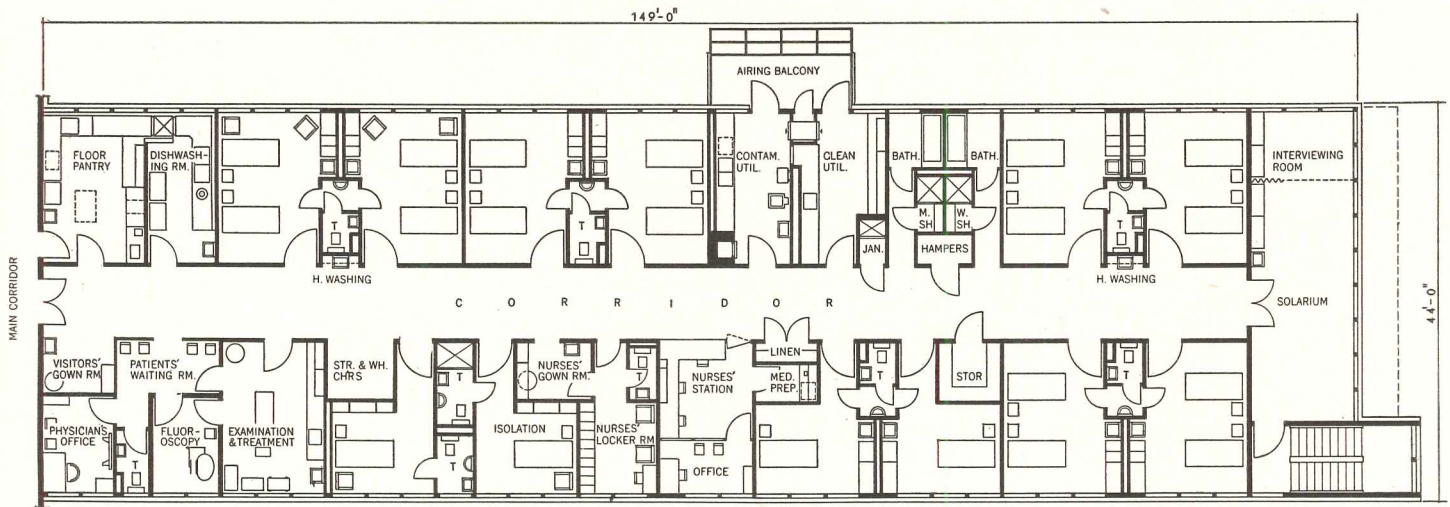 149'-0"
AIRING BALCONY
FLOOR
PANTRY
DISHWASH-
ING RM.
T
T
CONTAM.
UTIL.
CLEAN
UTIL.
BATH.
BATH.
M.
SH
W.
SH
JAN.
HAMPERS
T
INTERVIEWING
ROOM
H. WASHING
H. WASHING
MAIN CORRIDOR
CORRIDOR
SOLARIUM
44'-0"
VISITORS'
GOWN RM.
PATIENTS'
WAITING RM.
STR. & WH.
CHRS
T
NURSES'
GOWN RM.
T
NURSES'
STATION
LINEN
MED.
PREP.
T
STOR
T
PHYSICIAN'S
OFFICE
T
FLUOR-
OSCOPY
EXAMINATION
& TREATMENT
T
ISOLATION
NURSES'
LOCKER RM
OFFICE